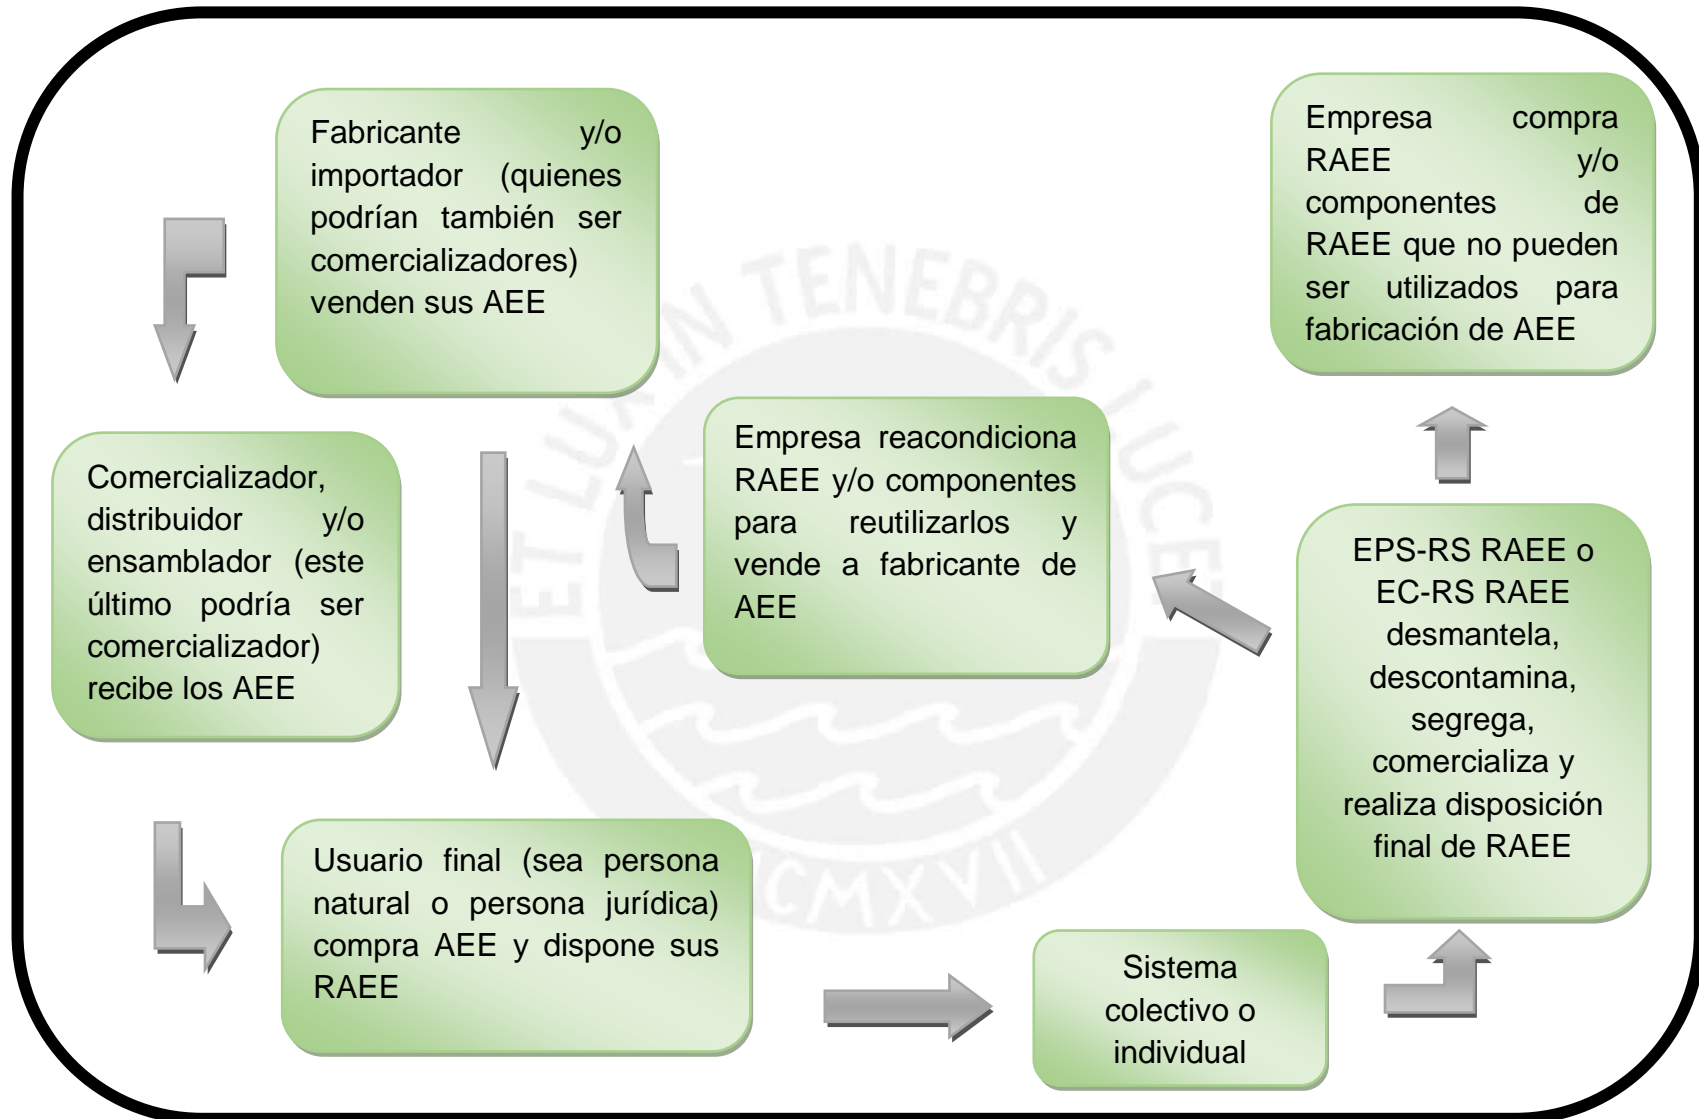 Fabricante y/o
importador (quienes
podrían también ser
comercializadores)
venden sus AEE
Empresa compra
RAEE y/o
componentes de
RAEE que no pueden
ser utilizados para
fabricación de AEE
Comercializador,
distribuidor y/o
ensamblador (este
último podría ser
comercializador)
recibe los AEE
Empresa reacondiciona
RAEE y/o componentes
para reutilizarlos y
vende a fabricante de
AEE
EPS-RS RAEE o
EC-RS RAEE
desmantela,
descontamina,
segrega,
comercializa y
realiza disposición
final de RAEE
Usuario final (sea persona
natural o persona jurídica)
compra AEE y dispone sus
RAEE
Sistema
colectivo o
individual
ET LUX IN TENEBRIS LUCET
MCMXVII